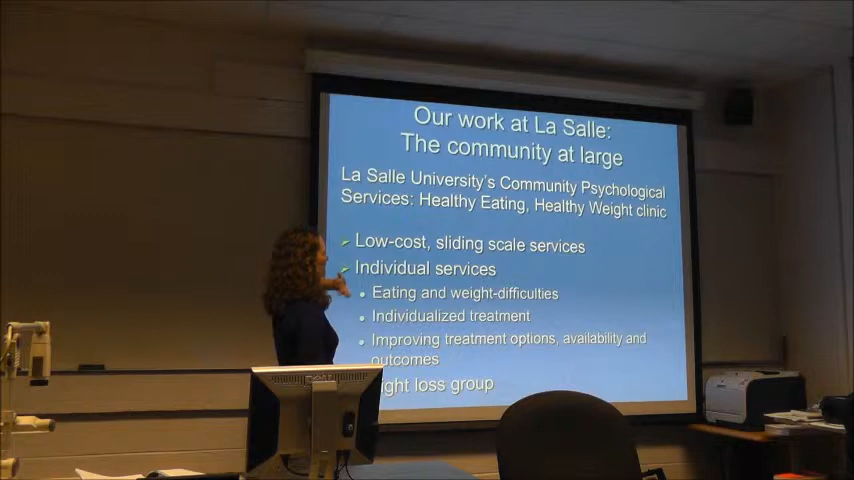 Our work at La Salle:
The community at large
La Salle University's Community Psychological
Services: Healthy Eating, Healthy Weight clinic
Low-cost, sliding scale services
Individual services
Eating and weight-difficulties
Individualized treatment
Improving treatment options, availability and
outcomes
loss group